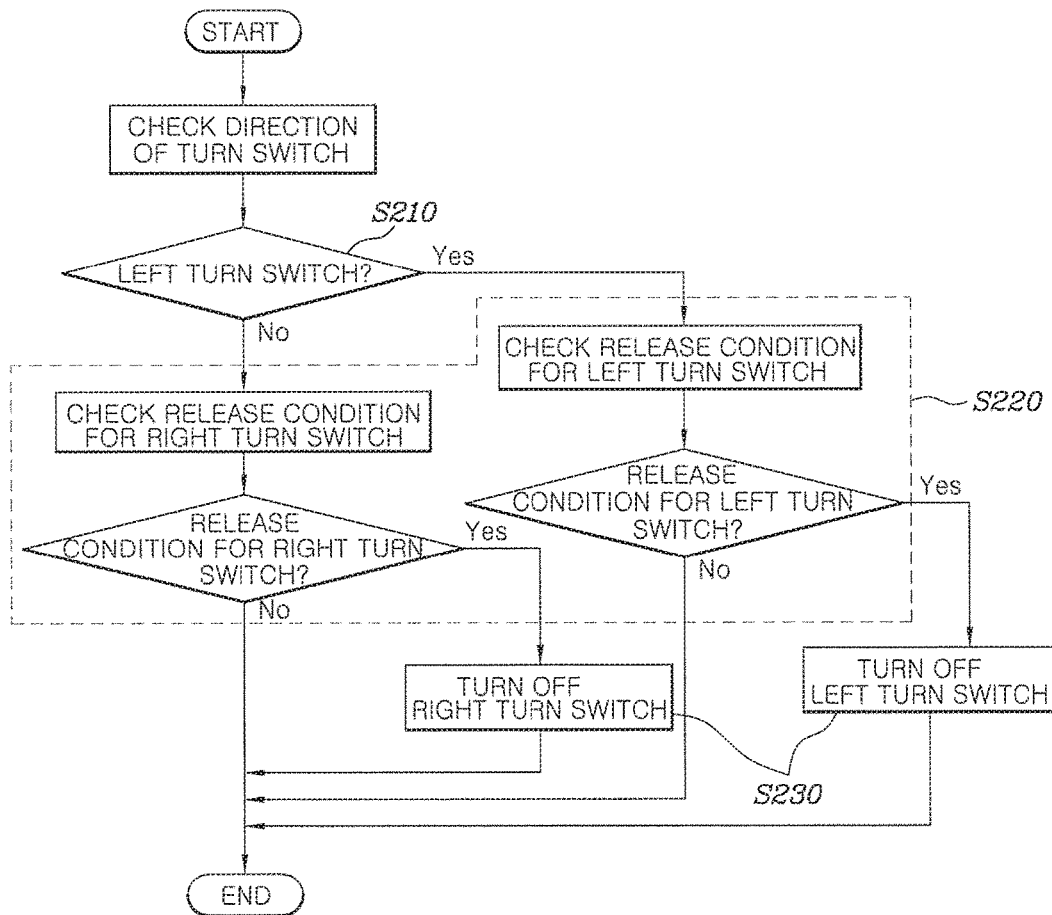 START
CHECK DIRECTION
OF TURN SWITCH
S210
LEFT TURN SWITCH?
Yes
No
CHECK RELEASE CONDITION
FOR LEFT TURN SWITCH
CHECK RELEASE CONDITION
FOR RIGHT TURN SWITCH
S220
RELEASE
CONDITION FOR LEFT TURN
SWITCH?
Yes
No
RELEASE
CONDITION FOR RIGHT TURN
SWITCH?
Yes
No
TURN OFF
RIGHT TURN SWITCH
TURN OFF
LEFT TURN SWITCH
S230
END